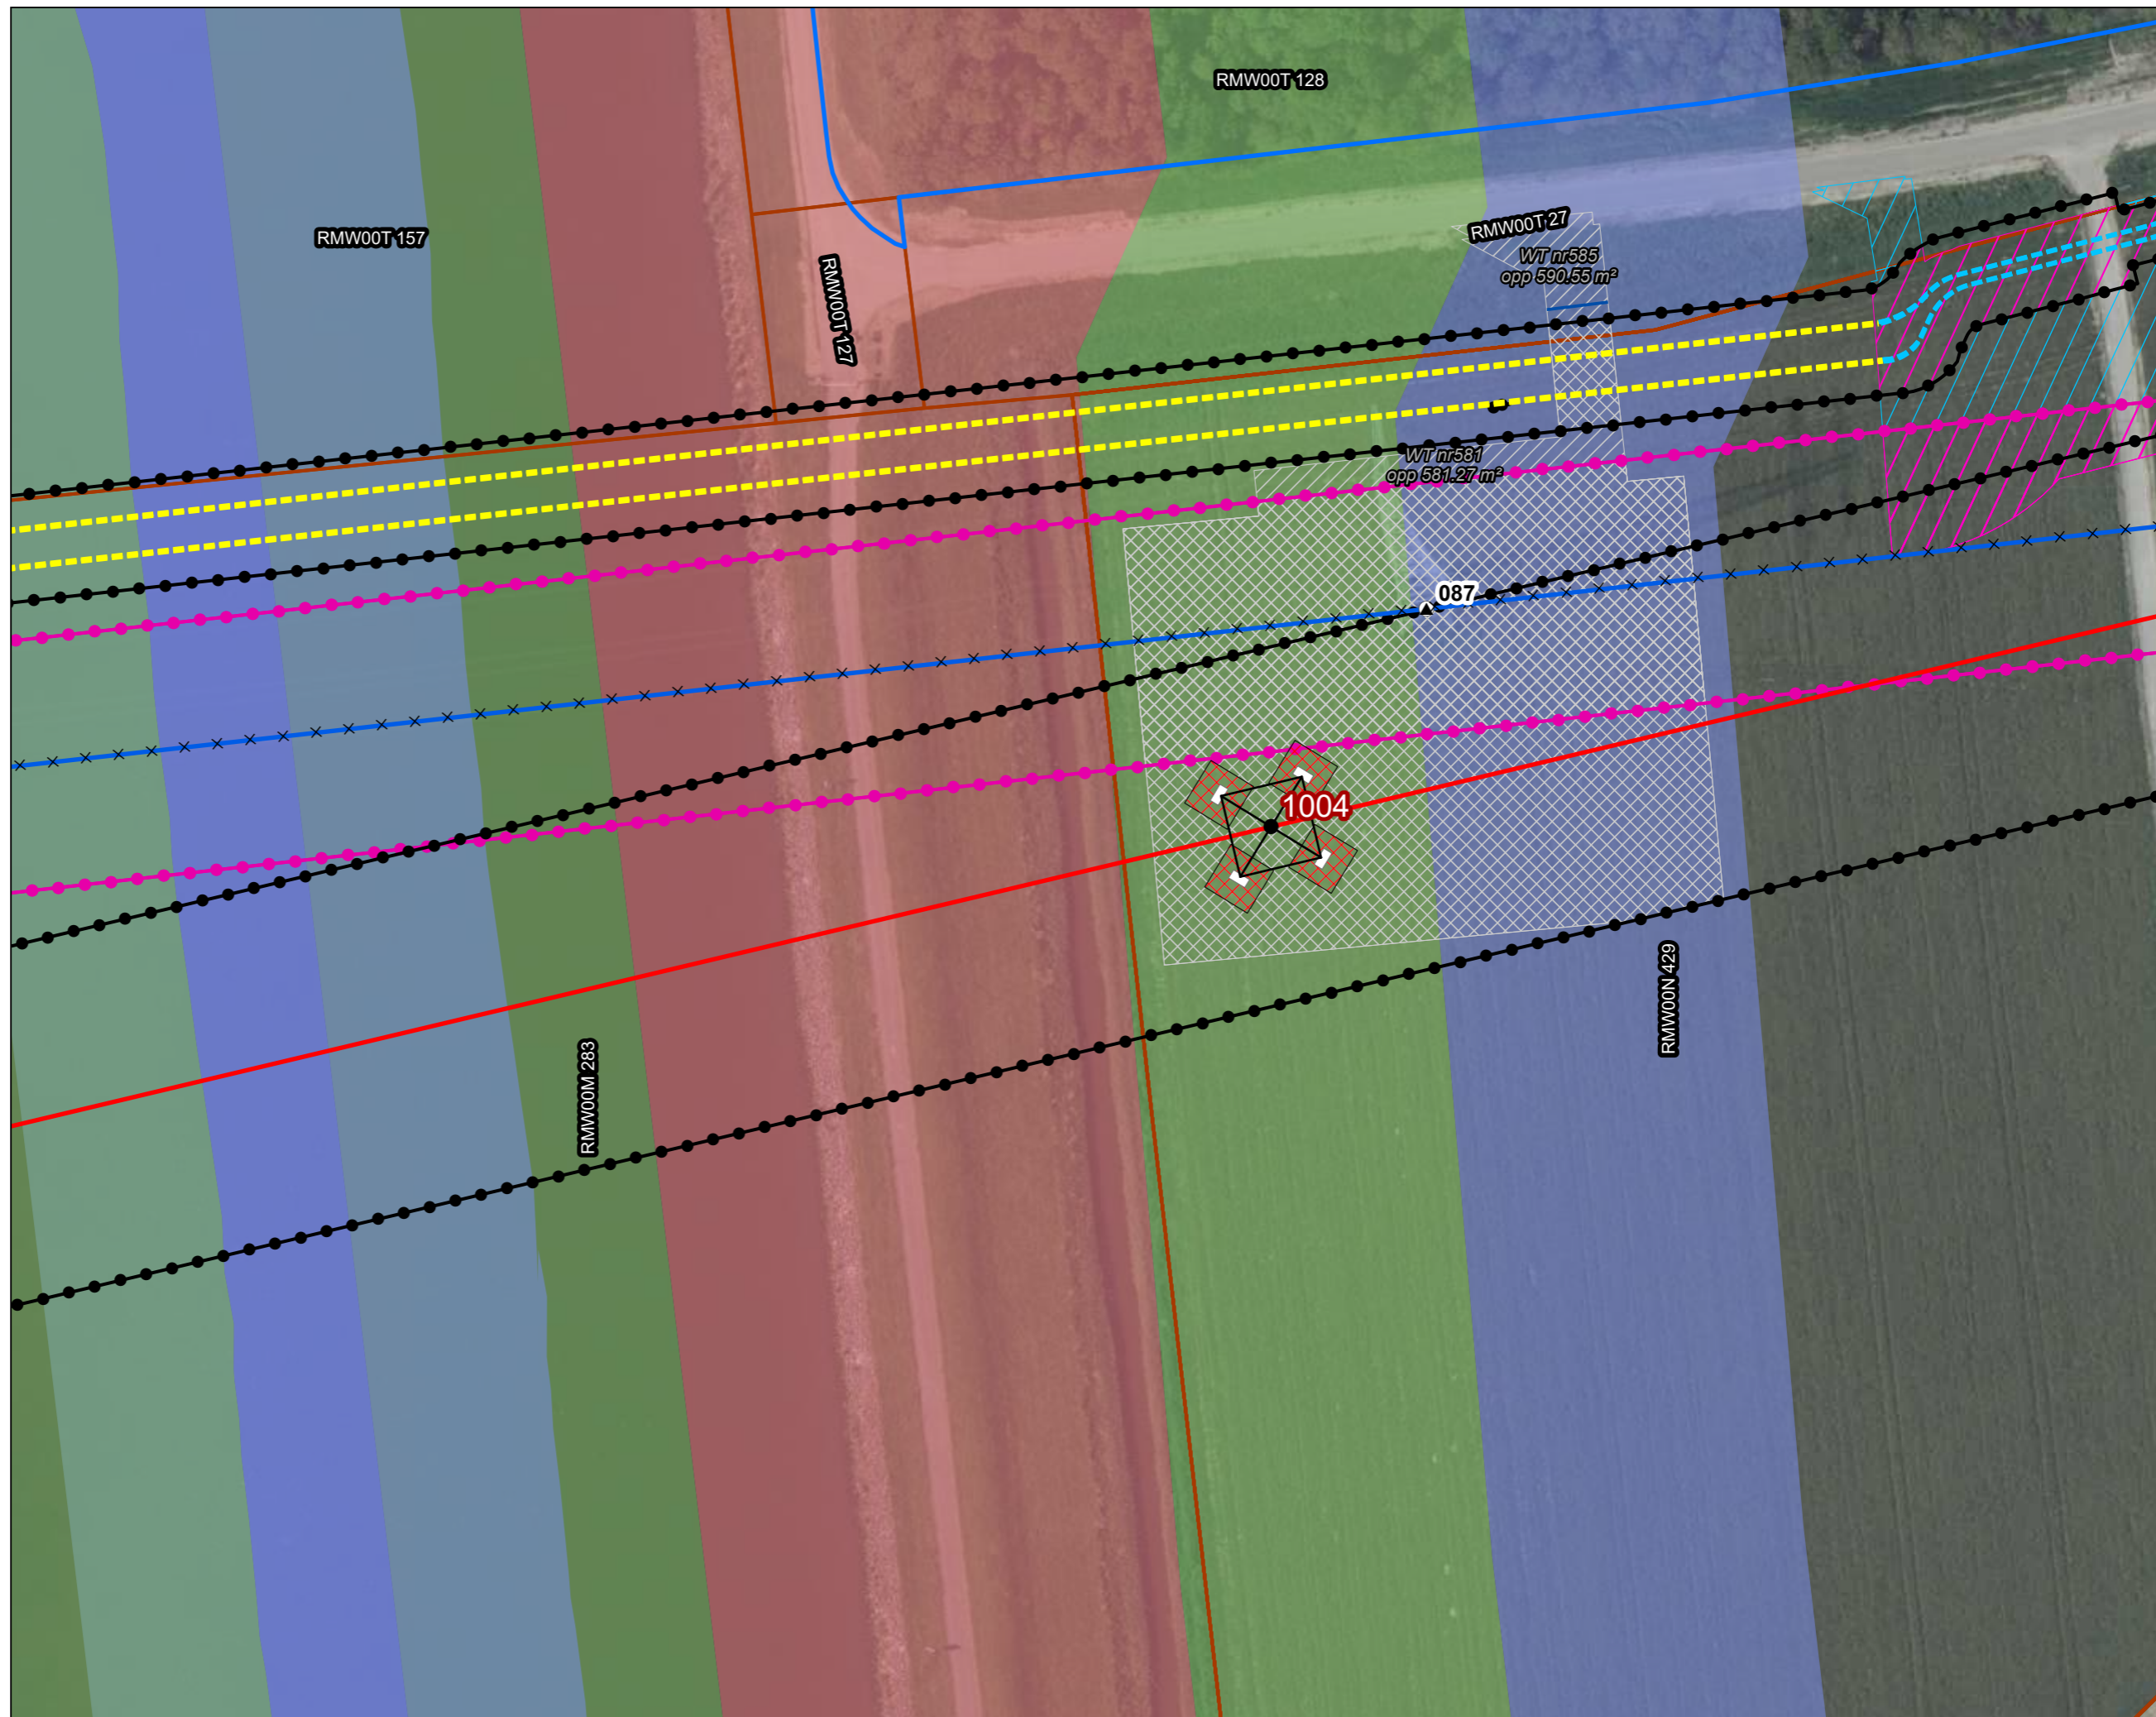 RMW00T 128
RMW00T 157
RMW00T 27
WT nr585
opp 590.55 m²
RMW00T 127
WT nr581
opp 581.27 m²
087
1004
RMW00N 429
RMW00M 283